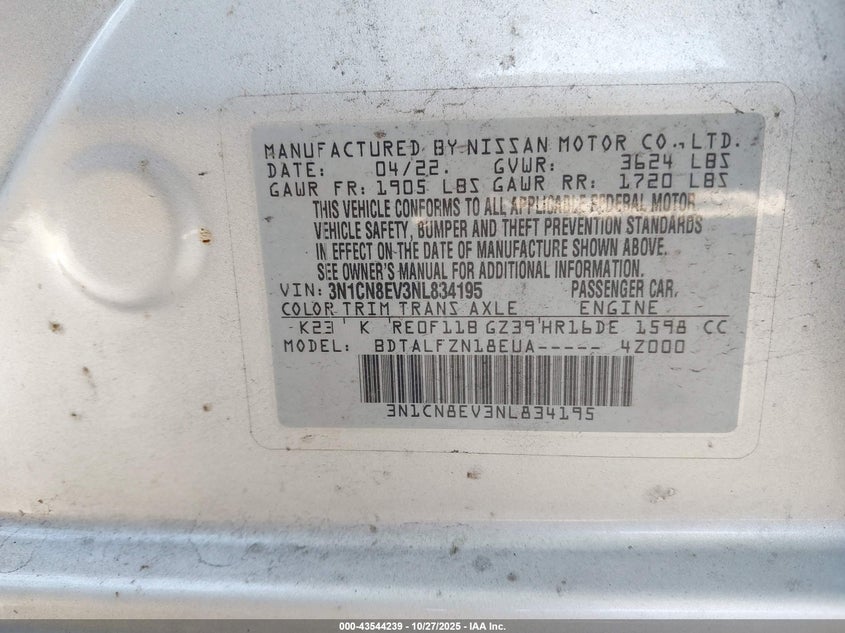 MANUFACTURED BY NISSAN MOTOR CO., LTD.
DATE: 04/22. GVWR: 3624 LBS
GAWR FR: 1905 LBS GAWR RR: 1720 LBS
THIS VEHICLE CONFORMS TO ALL APPLICABLE FEDERAL MOTOR
VEHICLE SAFETY, BUMPER AND THEFT PREVENTION STANDARDS
IN EFFECT ON THE DATE OF MANUFACTURE SHOWN ABOVE.
SEE OWNER'S MANUAL FOR ADDITIONAL INFORMATION.
VIN: 3N1CN8EV3NL834195 PASSENGER CAR.
COLOR TRIM TRANS AXLE ENGINE
K23 K RE0F11B GZ39 HR16DE 1598 CC
MODEL: BDTALFZN18EUA----- 4Z000
3N1CN8EV3NL834195
000-43544239 | 10/27/2025 | IAA Inc.